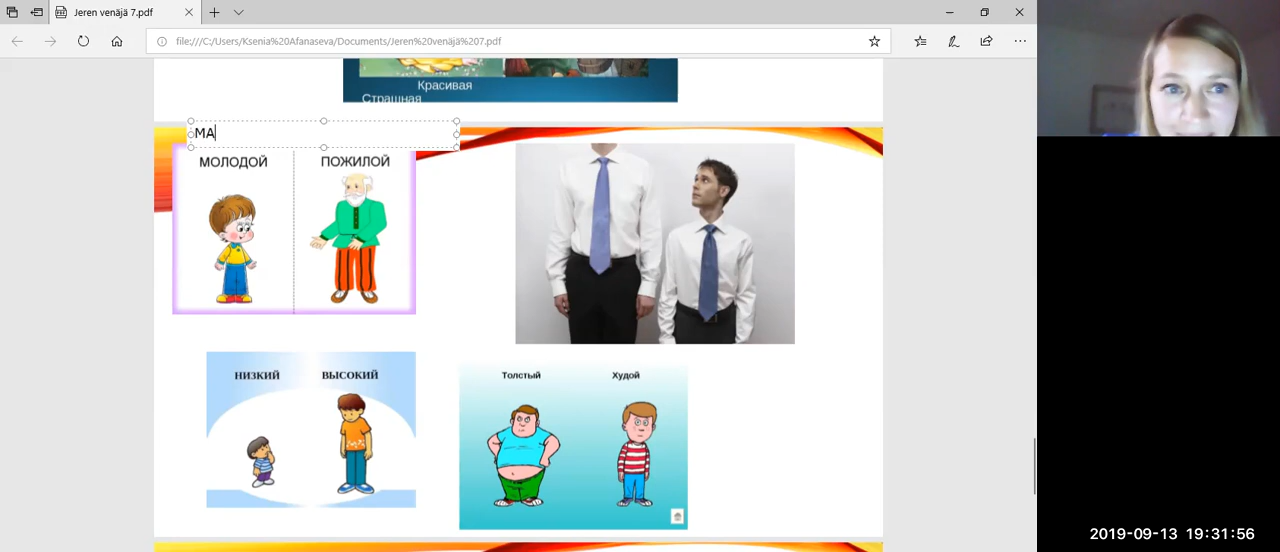 Jeren venäjä 7.pdf
file:///C:/Users/Ksenia%20Afanaseva/Documents/Jeren%20venäjä%207.pdf
Красивая
Страшная
МА
МОЛОДОЙ ПОЖИЛОЙ
НИЗКИЙ ВЫСОКИЙ
Толстый Худой
2019-09-13 19:31:56